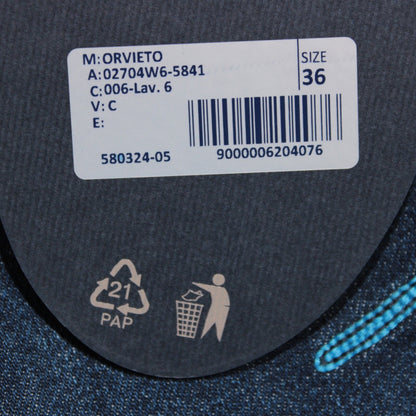 M: ORVIETO
A: 02704W6-5841
C: 006-Lav. 6
V: C
E:
SIZE
36
580324-05
9000006204076
21
PAP